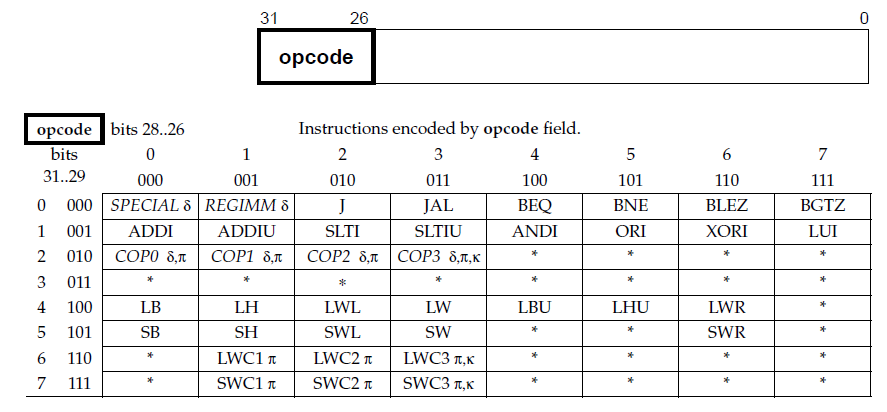 31 26 0
opcode
opcode bits 28..26 Instructions encoded by opcode field.
bits 0 1 2 3 4 5 6 7
31..29 000 001 010 011 100 101 110 111
0 000 SPECIAL δ REGIMM δ J JAL BEQ BNE BLEZ BGTZ
1 001 ADDI ADDIU SLTI SLTIU ANDI ORI XORI LUI
2 010 COP0 δ,π COP1 δ,π COP2 δ,π COP3 δ,π,κ * * * *
3 011 * * * * * * * *
4 100 LB LH LWL LW LBU LHU LWR *
5 101 SB SH SWL SW * * SWR *
6 110 * LWC1 π LWC2 π LWC3 π,κ * * * *
7 111 * SWC1 π SWC2 π SWC3 π,κ * * * *